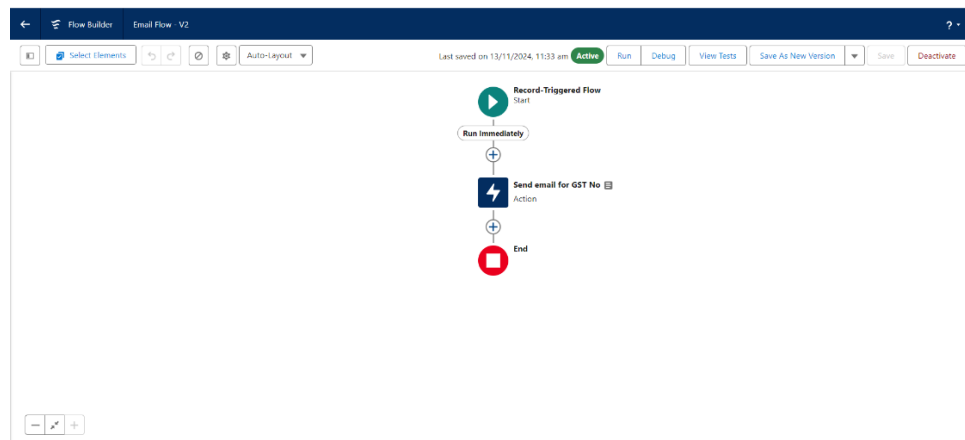 Flow Builder Email Flow - V2 ?
Select Elements Auto-Layout Last saved on 13/11/2024, 11:33 am Active Run Debug View Tests Save As New Version Save Deactivate
Record-Triggered Flow
Start
Run Immediately
Send email for GST No
Action
End